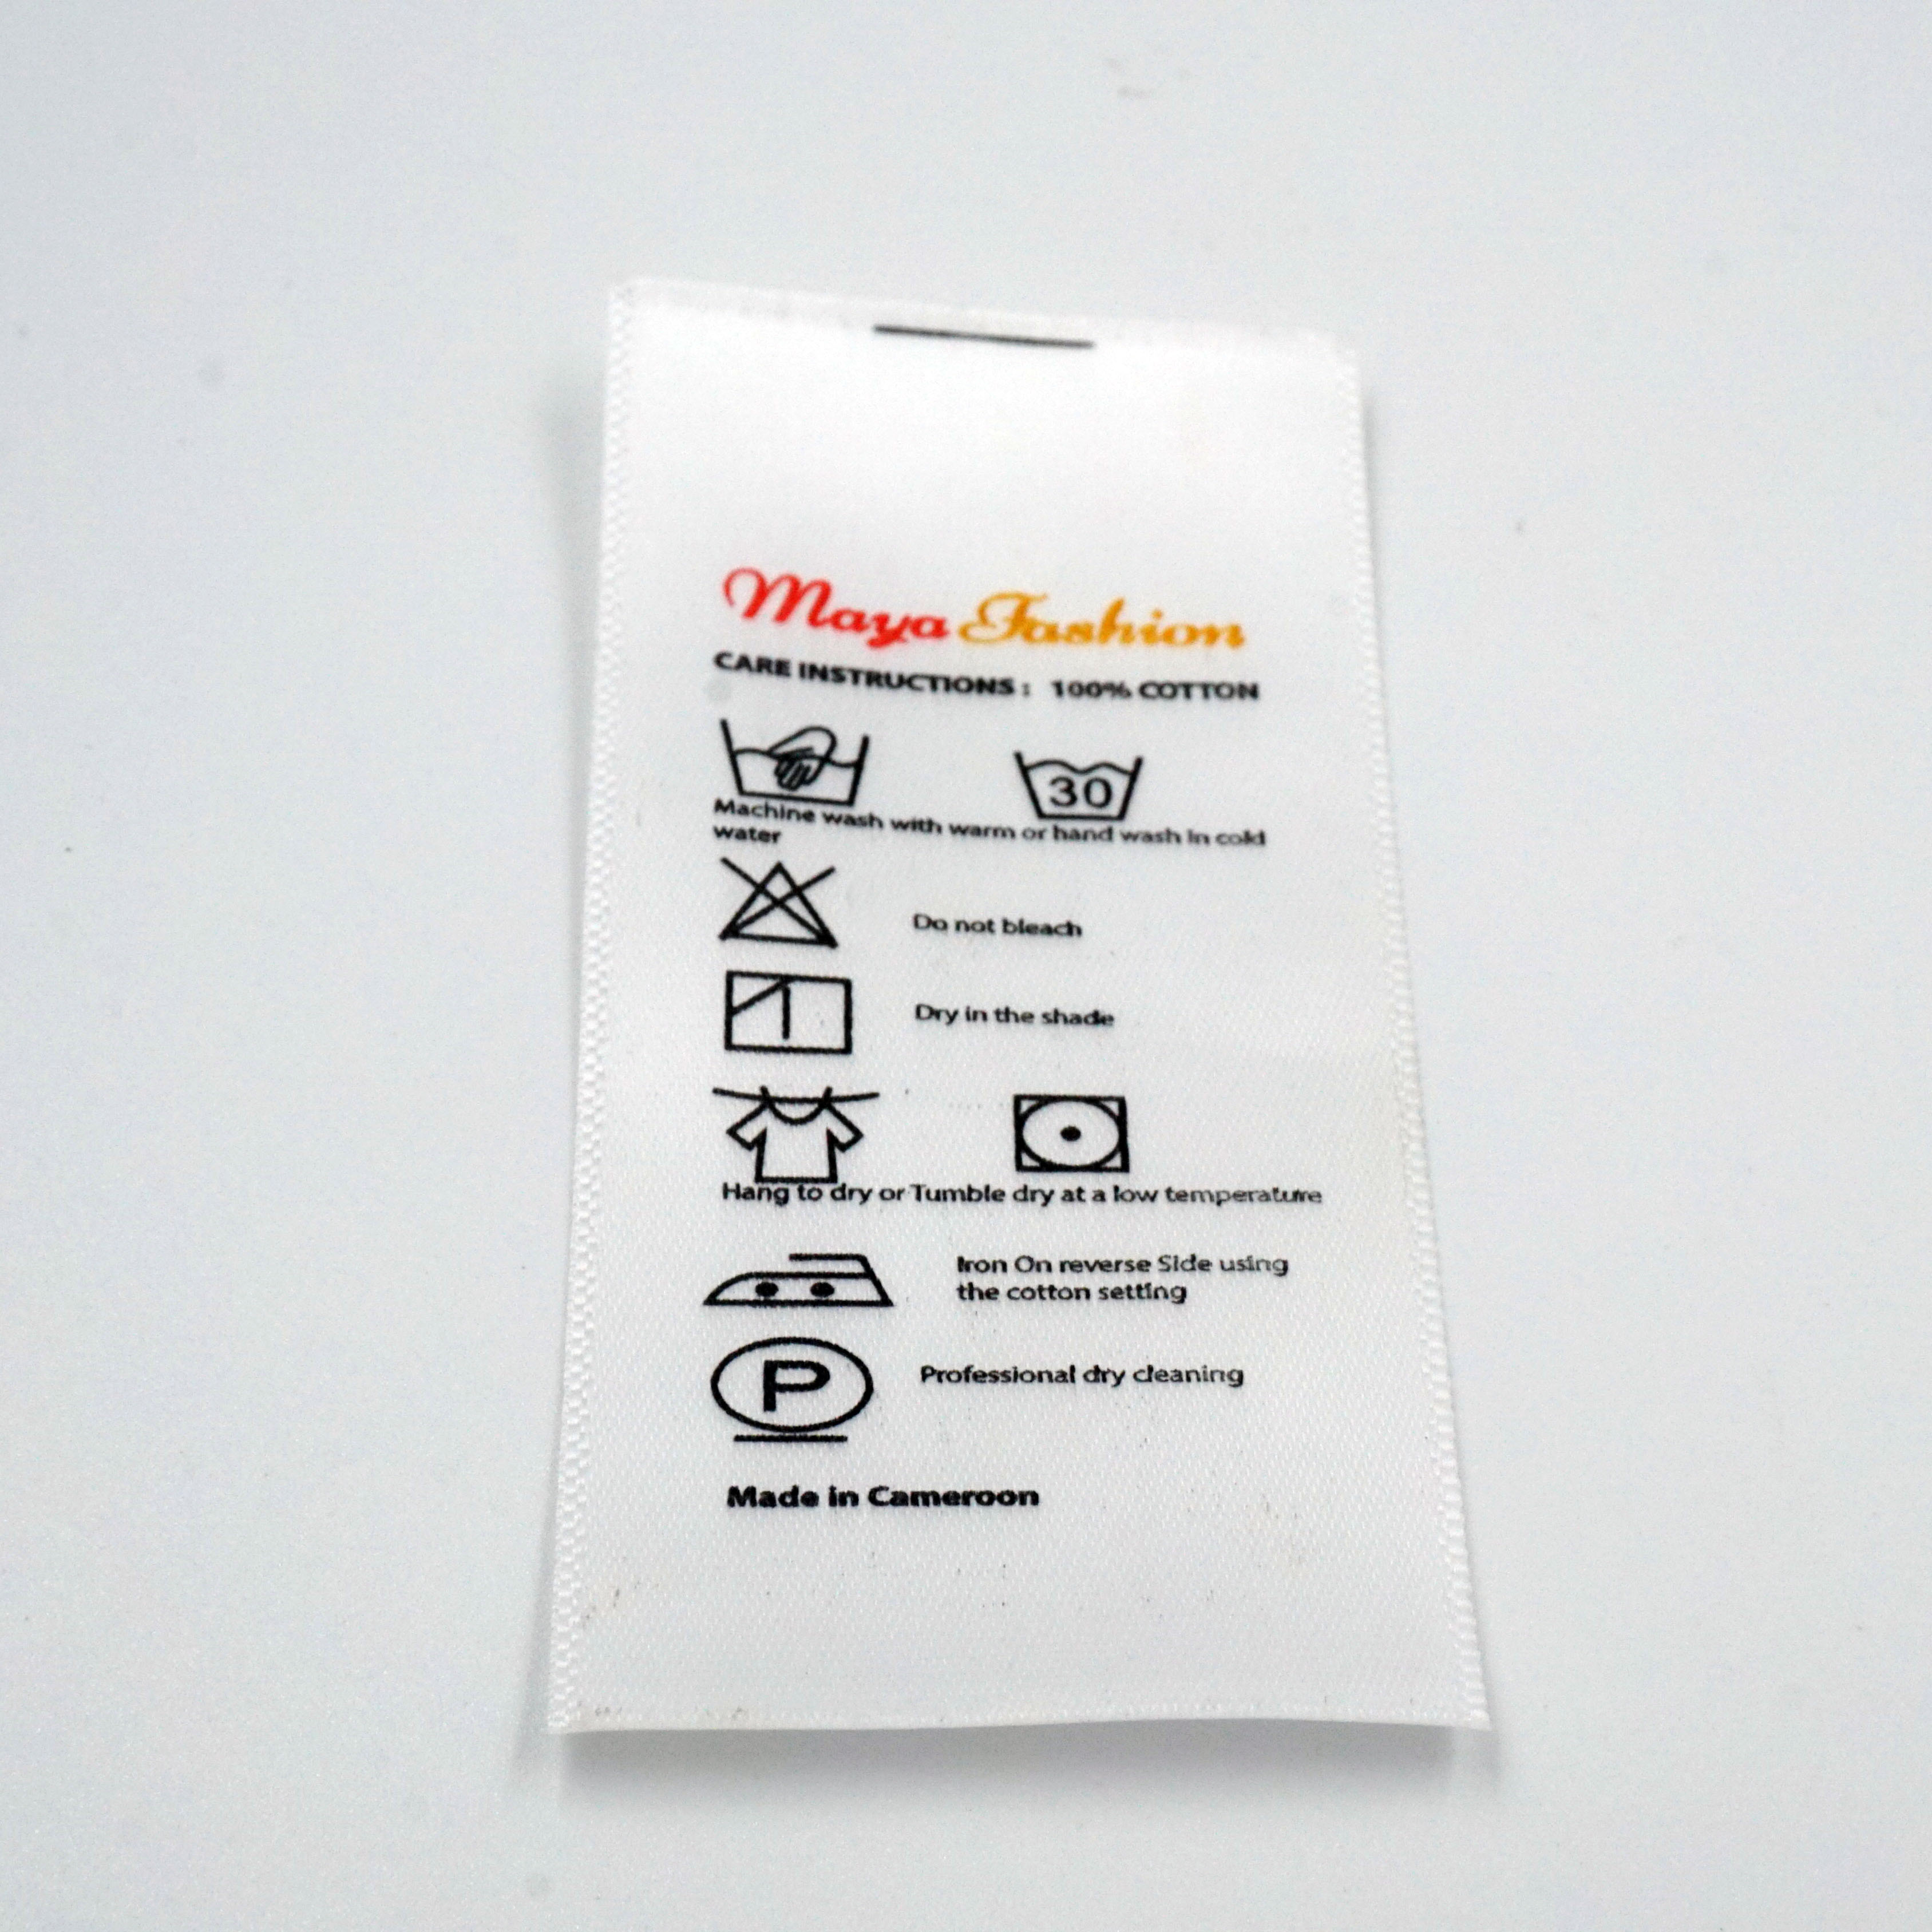 Maya Fashion
CARE INSTRUCTIONS : 100% COTTON
30
Machine wash with warm or hand wash in cold
water
Do not bleach
Dry in the shade
Hang to dry or Tumble dry at a low temperature
Iron On reverse Side using
the cotton setting
P
Professional dry cleaning
Made in Cameroon